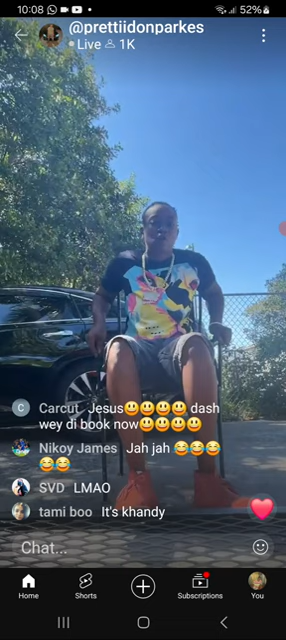 10:08 52%
@prettiidonparkes
Live 1K
Carcut Jesus😃😃😃😃 dash
wey di book now😃😃😃😃
Nikoy James Jah jah 😂😂😂
😂😂
SVD LMAO
tami boo It's khandy
Chat...
Home Shorts Subscriptions You